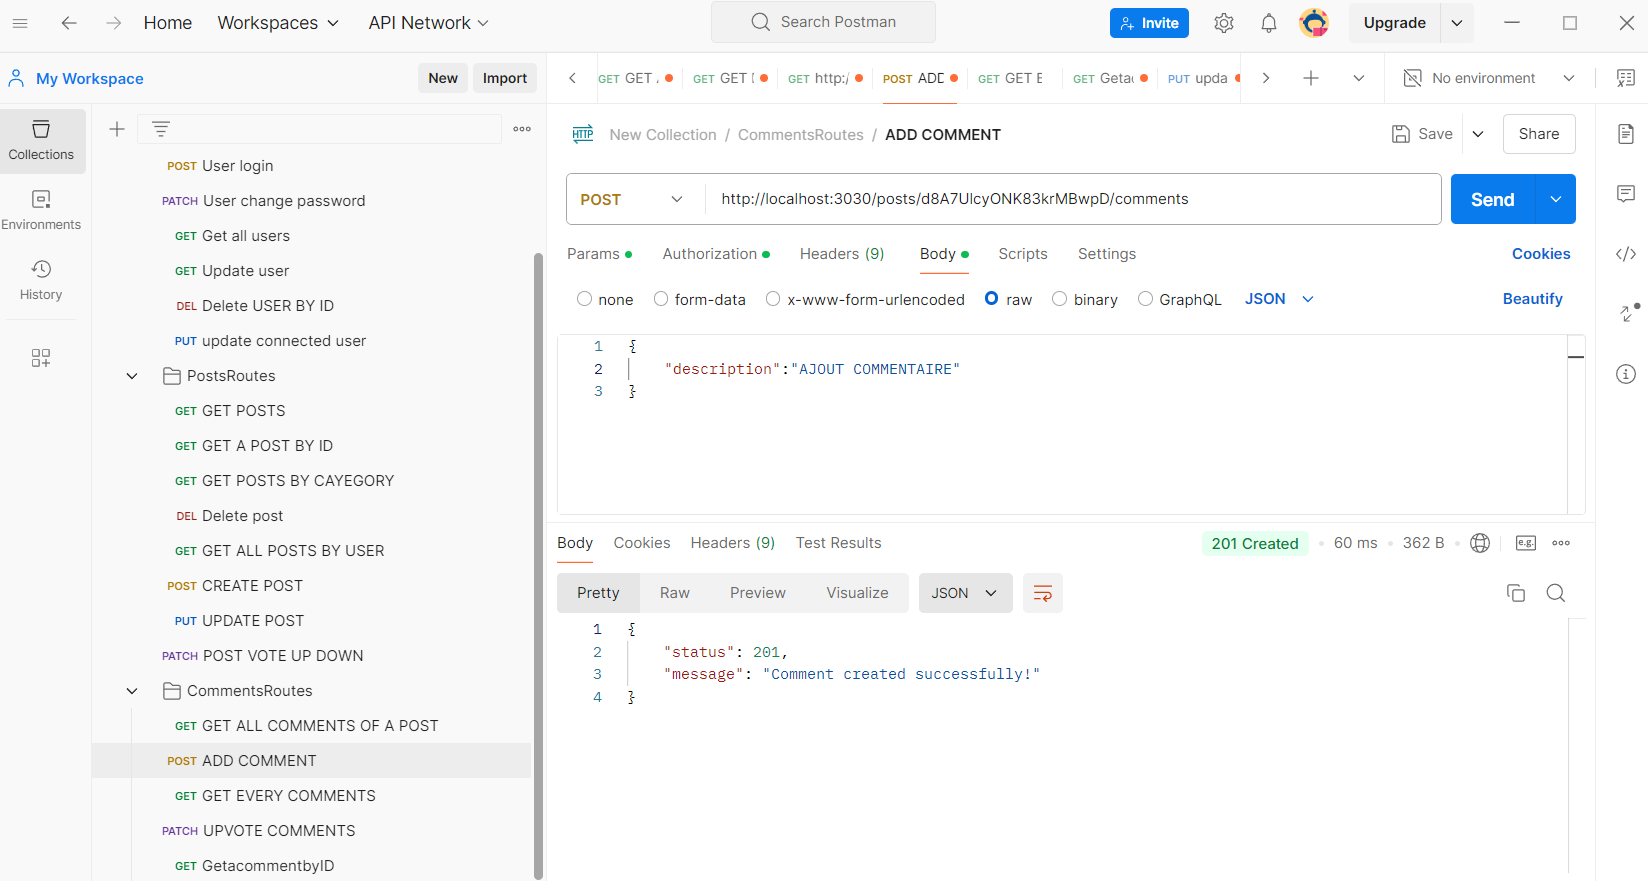 Home Workspaces API Network Search Postman Invite Upgrade
My Workspace New Import
GET GET POST ADD GET GET http:/ GET GET E GET Getac PUT upda No environment
Collections
Environments
History
POST User login
PATCH User change password
GET Get all users
GET Update user
DEL Delete USER BY ID
PUT update connected user
PostsRoutes
GET GET POSTS
GET GET A POST BY ID
GET GET POSTS BY CAYEGORY
DEL Delete post
GET GET ALL POSTS BY USER
POST CREATE POST
PUT UPDATE POST
PATCH POST VOTE UP DOWN
CommentsRoutes
GET GET ALL COMMENTS OF A POST
POST ADD COMMENT
GET GET EVERY COMMENTS
PATCH UPVOTE COMMENTS
GET GetacommentbyID
HTTP New Collection / CommentsRoutes / ADD COMMENT Save Share
POST http://localhost:3030/posts/d8A7UlcyONK83krMBwpD/comments Send
Params Authorization Headers (9) Body Scripts Settings Cookies
none form-data x-www-form-urlencoded raw binary GraphQL JSON Beautify
1 {
2 "description":"AJOUT COMMENTAIRE"
3 }
Body Cookies Headers (9) Test Results 201 Created 60 ms 362 B e.g.
Pretty Raw Preview Visualize JSON
1 {
2 "status": 201,
3 "message": "Comment created successfully!"
4 }